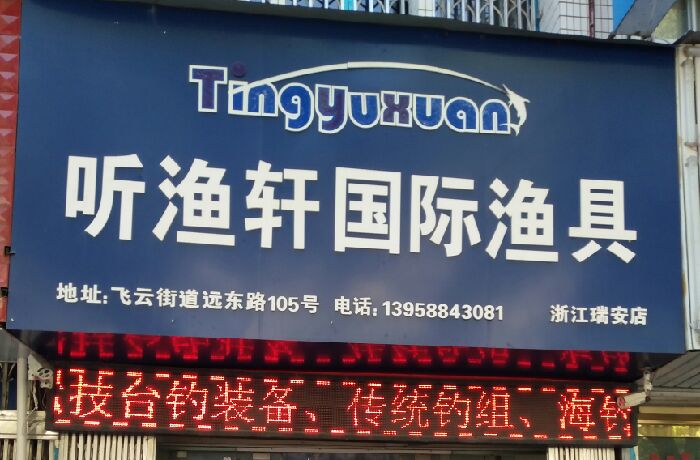 Tingyuxuan
听渔轩国际渔具
地址:飞云街道远东路105号 电话:13958843081 浙江瑞安店
技台钓装备、传统钓组、海钓